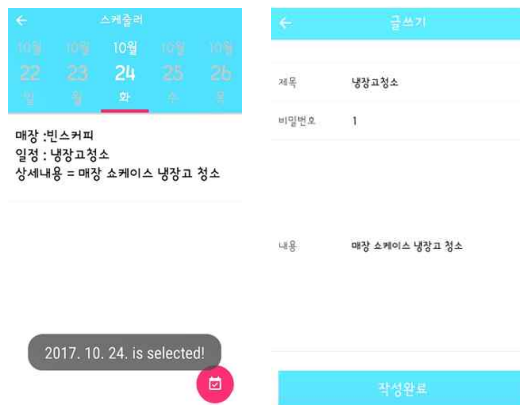 스케줄러
10월 10월 10월 10월 10월
22 23 24 25 26
일 월 화 수 목
매장 :빈스커피
일정 : 냉장고청소
상세내용 = 매장 쇼케이스 냉장고 청소
2017. 10. 24. is selected!
글쓰기
제목 냉장고청소
비밀번호 1
내용 매장 쇼케이스 냉장고 청소
작성완료